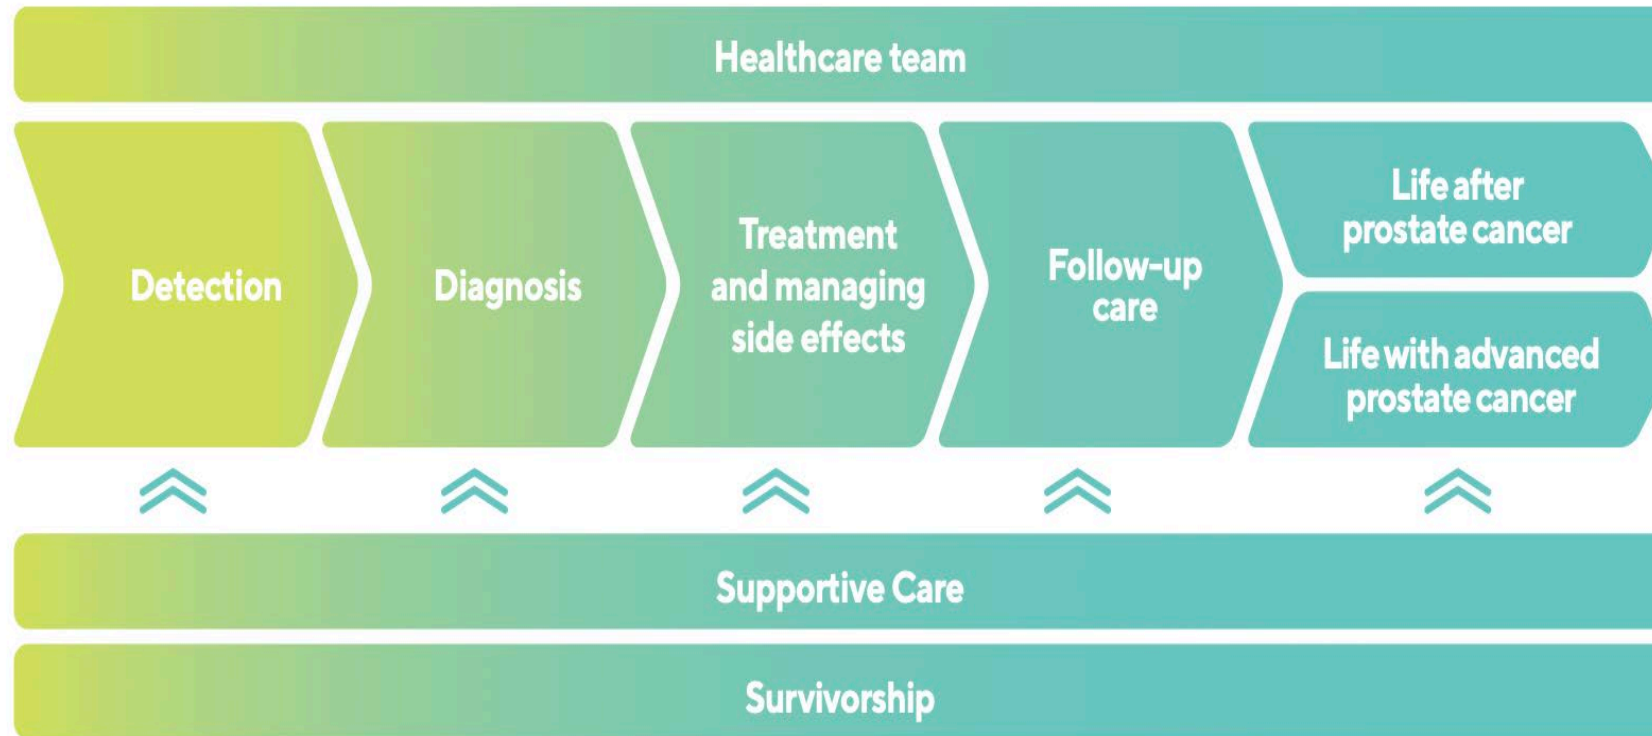 Healthcare team
Detection
Diagnosis
Treatment
and managing
side effects
Follow-up
care
Life after
prostate cancer
Life with advanced
prostate cancer
Supportive Care
Survivorship